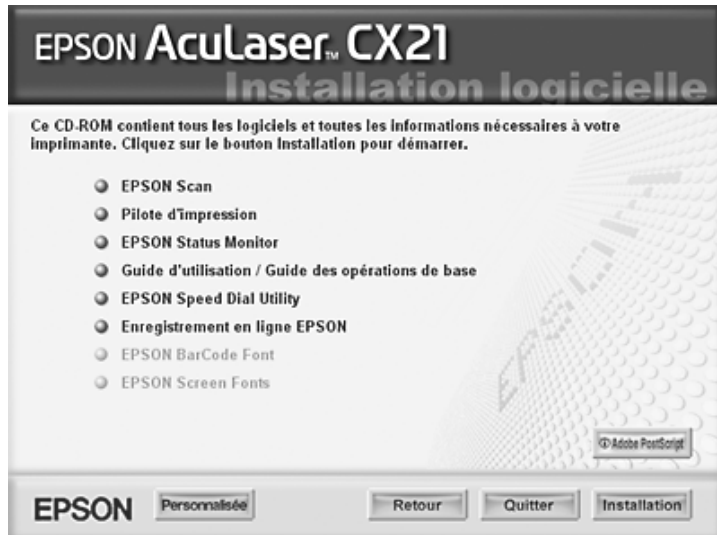 EPSON AcuLaser™ CX21
Installation logicielle
Ce CD-ROM contient tous les logiciels et toutes les informations nécessaires à votre
imprimante. Cliquez sur le bouton Installation pour démarrer.
EPSON Scan
Pilote d'impression
EPSON Status Monitor
Guide d'utilisation / Guide des opérations de base
EPSON Speed Dial Utility
Enregistrement en ligne EPSON
EPSON BarCode Font
EPSON Screen Fonts
EPSON
Adobe PostScript
EPSON
Personnalisée
Retour
Quitter
Installation